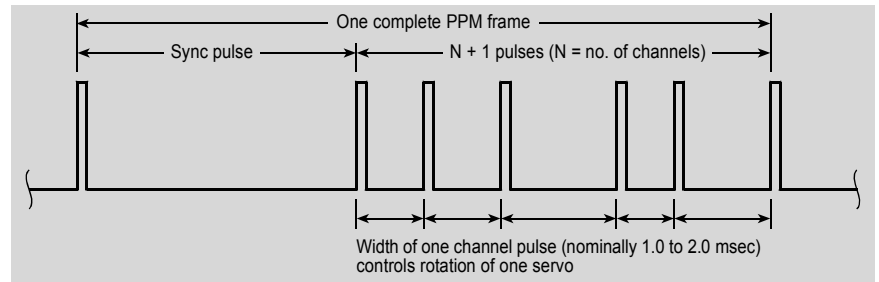 One complete PPM frame
Sync pulse
N + 1 pulses (N = no. of channels)
Width of one channel pulse (nominally 1.0 to 2.0 msec)
controls rotation of one servo